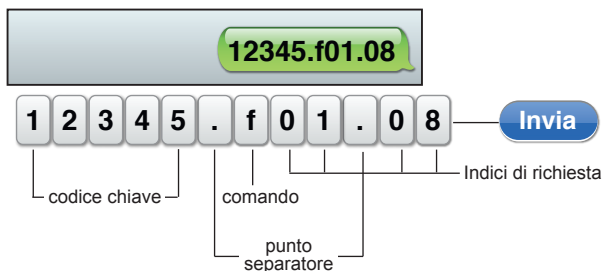 12345.f01.08
1 2 3 4 5 . f 0 1 . 0 8 Invia
Indici di richiesta
codice chiave comando
punto
separatore